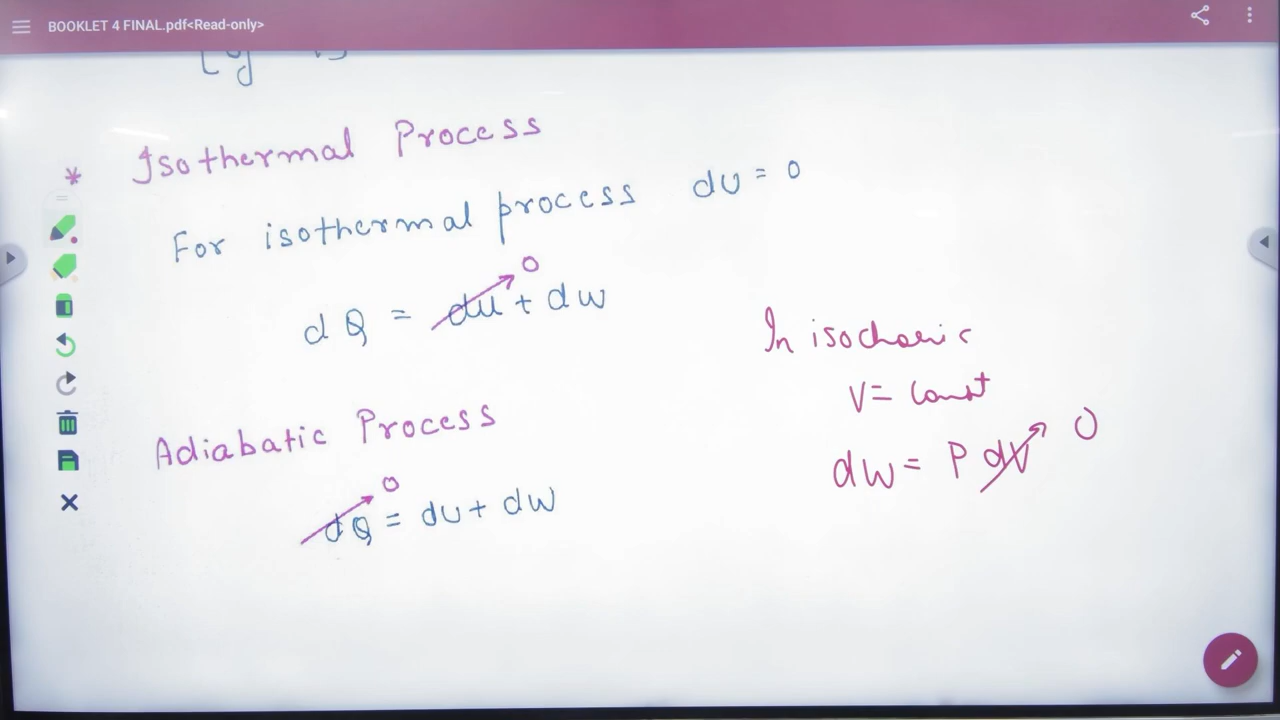 BOOKLET 4 FINAL.pdf<Read-only>
* Isothermal Process
For isothermal process du = 0
dQ = du + dw
0
In isochoric
V = const
dw = P dV 0
Adiabatic Process
0
dQ = du + dw